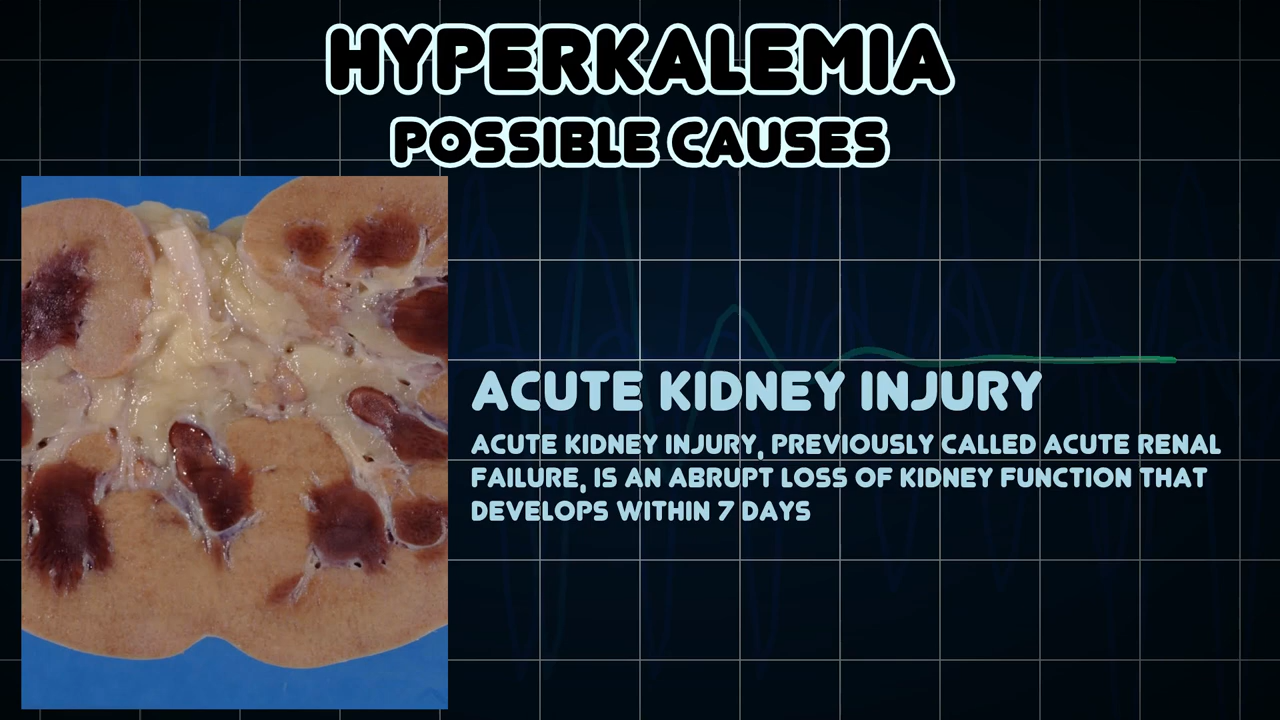 HYPERKALEMIA
POSSIBLE CAUSES
ACUTE KIDNEY INJURY
ACUTE KIDNEY INJURY, PREVIOUSLY CALLED ACUTE RENAL
FAILURE, IS AN ABRUPT LOSS OF KIDNEY FUNCTION THAT
DEVELOPS WITHIN 7 DAYS